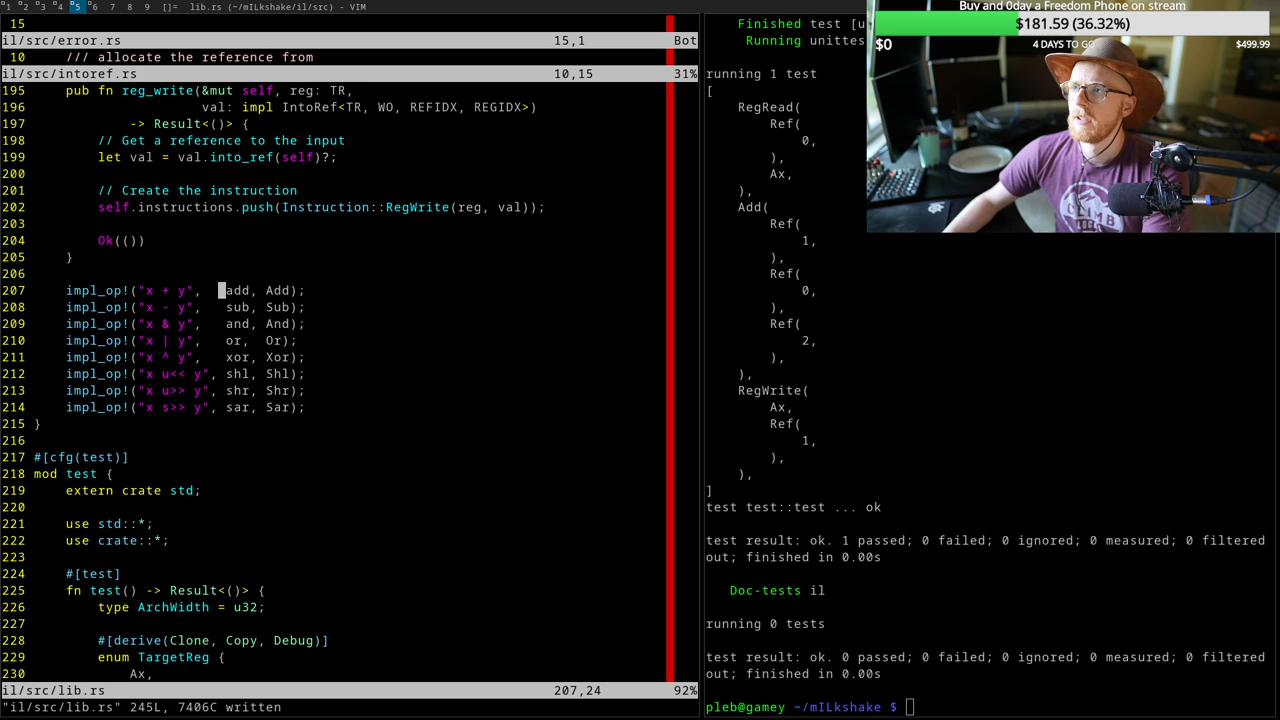 1 2 3 4 5 6 7 8 9 []= lib.rs (~/mILkshake/il/src) - VIM
15
il/src/error.rs 15,1 Bot
10 /// allocate the reference from
il/src/intoref.rs 10,15 31%
195 pub fn reg_write(&mut self, reg: TR,
196 val: impl IntoRef<TR, WO, REFIDX, REGIDX>)
197 -> Result<()> {
198 // Get a reference to the input
199 let val = val.into_ref(self)?;
200
201 // Create the instruction
202 self.instructions.push(Instruction::RegWrite(reg, val));
203
204 Ok(())
205 }
206
207 impl_op!("x + y", add, Add);
208 impl_op!("x - y", sub, Sub);
209 impl_op!("x & y", and, And);
210 impl_op!("x | y", or, Or);
211 impl_op!("x ^ y", xor, Xor);
212 impl_op!("x u<< y", shl, Shl);
213 impl_op!("x u>> y", shr, Shr);
214 impl_op!("x s>> y", sar, Sar);
215 }
216
217 #[cfg(test)]
218 mod test {
219 extern crate std;
220
221 use std::*;
222 use crate::*;
223
224 #[test]
225 fn test() -> Result<()> {
226 type ArchWidth = u32;
227
228 #[derive(Clone, Copy, Debug)]
229 enum TargetReg {
230 Ax,
il/src/lib.rs 207,24 92%
"il/src/lib.rs" 245L, 7406C written
Finished test [u
Running unittes
running 1 test
[
RegRead(
Ref(
0,
),
Ax,
),
Add(
Ref(
1,
),
Ref(
0,
),
Ref(
2,
),
),
RegWrite(
Ax,
Ref(
1,
),
),
]
test test::test ... ok
test result: ok. 1 passed; 0 failed; 0 ignored; 0 measured; 0 filtered
out; finished in 0.00s
Doc-tests il
running 0 tests
test result: ok. 0 passed; 0 failed; 0 ignored; 0 measured; 0 filtered
out; finished in 0.00s
pleb@gamey ~/mILkshake $
Buy and 0day a Freedom Phone on stream
$181.59 (36.32%)
$0 4 DAYS TO GO $499.99
CLIMB